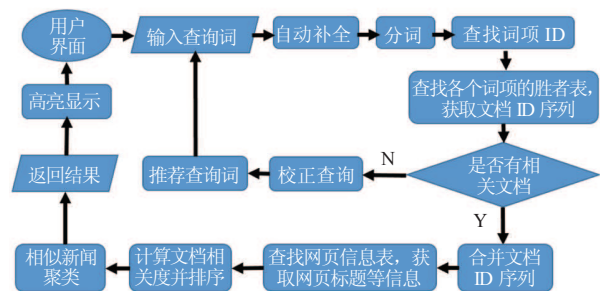 用户
界面
输入查询词
自动补全
分词
查找词项 ID
查找各个词项的胜者表,
获取文档 ID 序列
是否有相
关文档
N
校正查询
推荐查询词
Y
合并文档
ID 序列
查找网页信息表，获
取网页标题等信息
计算文档相
关度并排序
相似新闻
聚类
返回结果
高亮显示